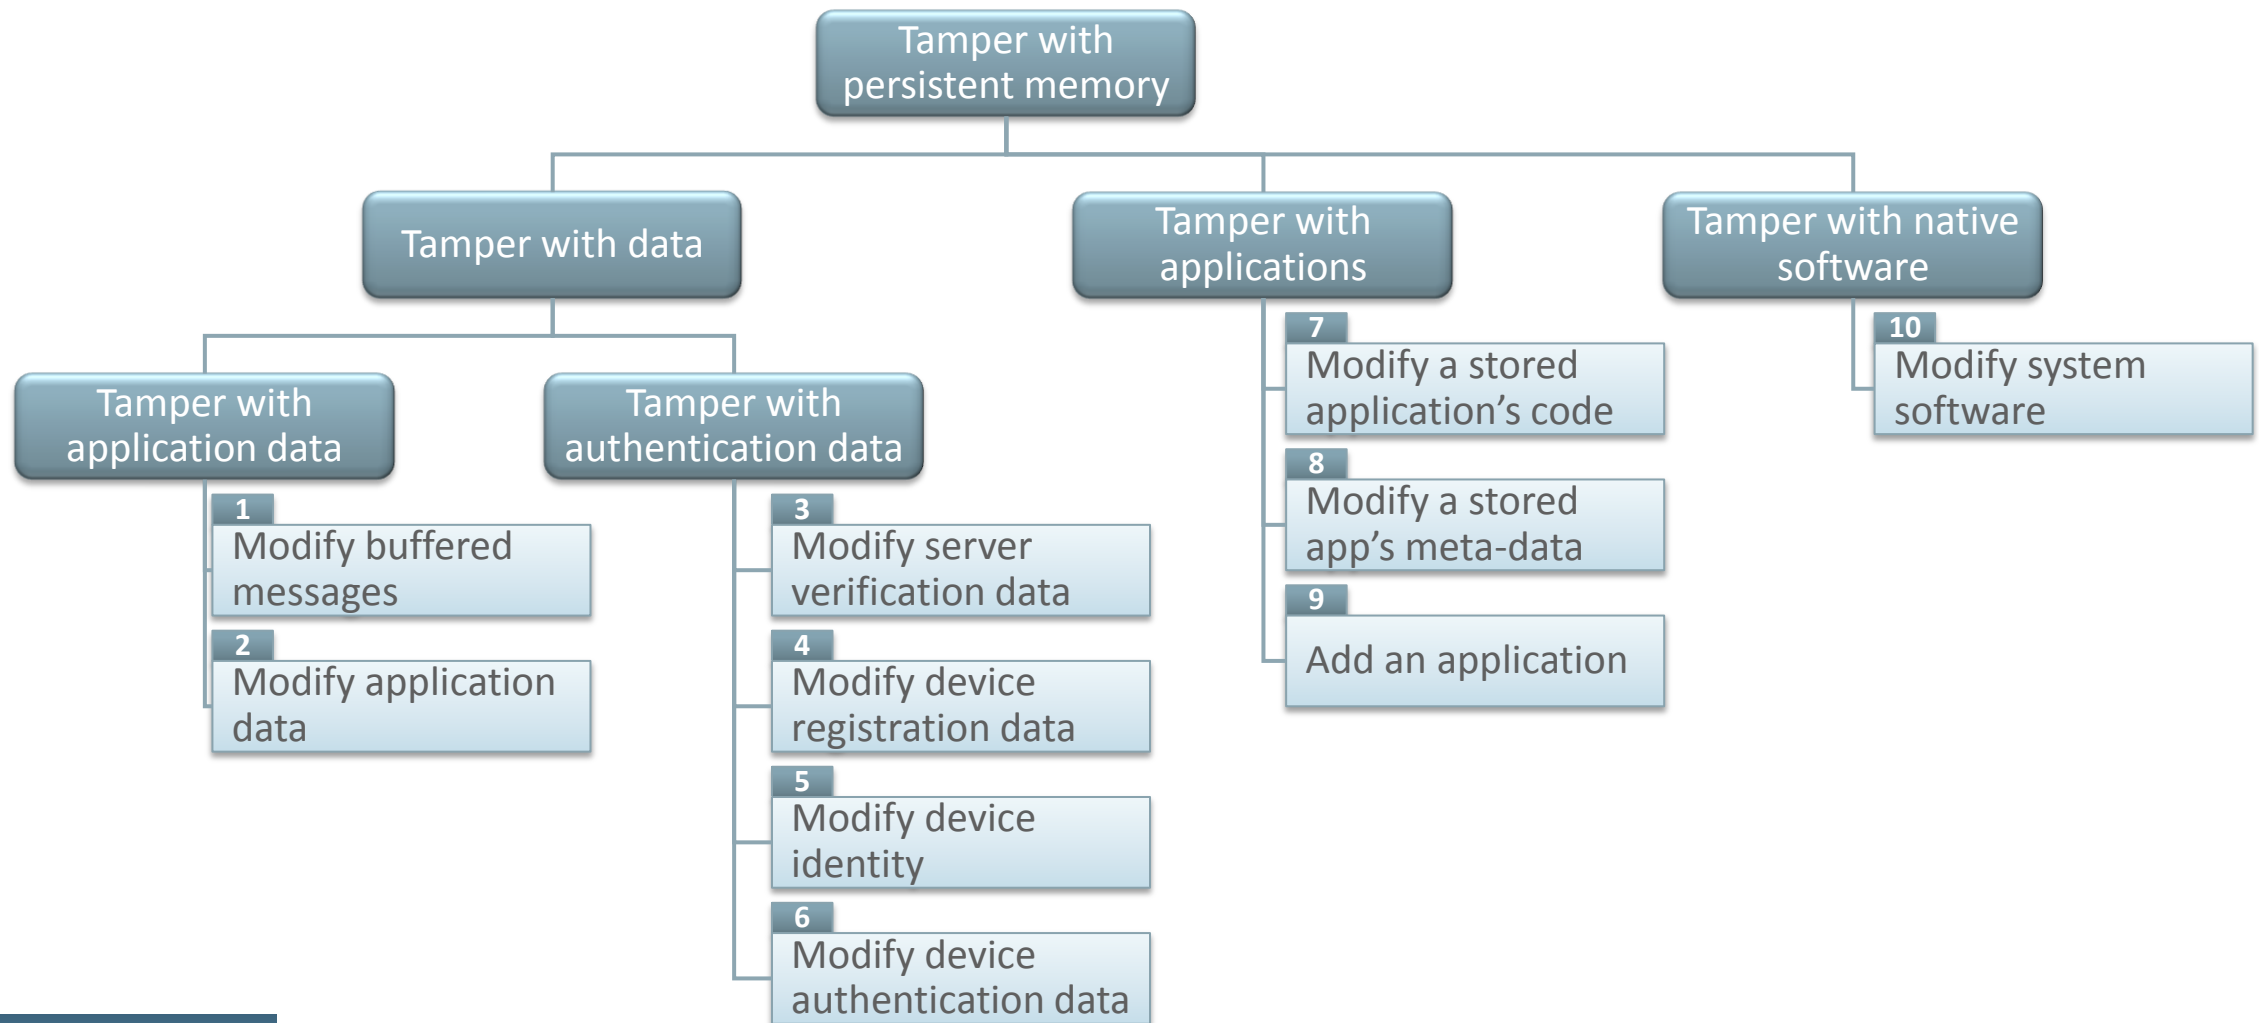 Tamper with
persistent memory
Tamper with data
Tamper with
applications
Tamper with native
software
Tamper with
application data
Tamper with
authentication data
1
Modify buffered
messages
2
Modify application
data
3
Modify server
verification data
4
Modify device
registration data
5
Modify device
identity
6
Modify device
authentication data
7
Modify a stored
application’s code
8
Modify a stored
app’s meta-data
9
Add an application
10
Modify system
software